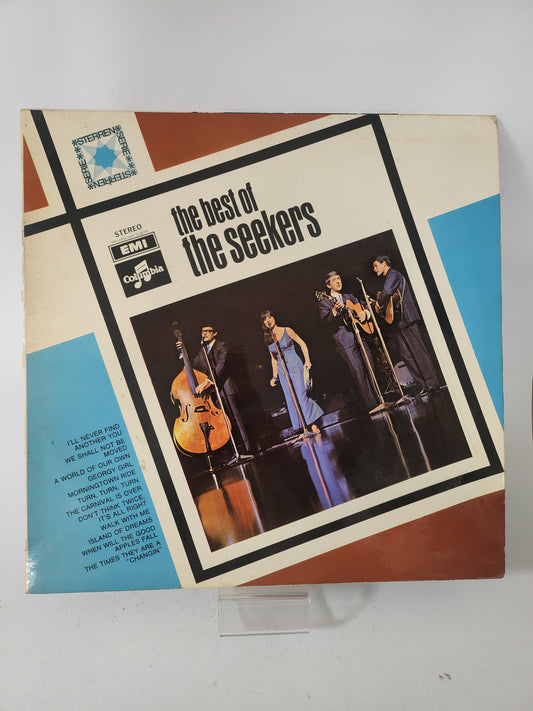 *STERREN*
SERIE**
*STERREN*
SERIE**
STEREO
EMI
Columbia
the best of
the seekers
I'LL NEVER FIND
ANOTHER YOU
WE SHALL NOT BE
MOVED
A WORLD OF OUR OWN
GEORGY GIRL
MORNINGTOWN RIDE
TURN, TURN, TURN
THE CARNIVAL IS OVER
DON'T THINK TWICE,
IT'S ALL RIGHT
WALK WITH ME
ISLAND OF DREAMS
WHEN WILL THE GOOD
APPLES FALL
THE TIMES THEY ARE A
"CHANGIN"